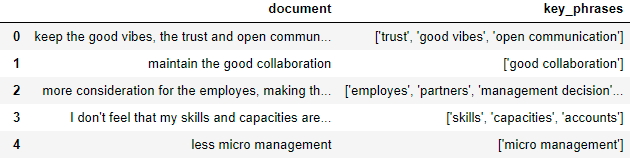 document key_phrases
0 keep the good vibes, the trust and open commun... ['trust', 'good vibes', 'open communication']
1 maintain the good collaboration ['good collaboration']
2 more consideration for the employes, making th... ['employes', 'partners', 'management decision'...
3 I don't feel that my skills and capacities are... ['skills', 'capacities', 'accounts']
4 less micro management ['micro management']